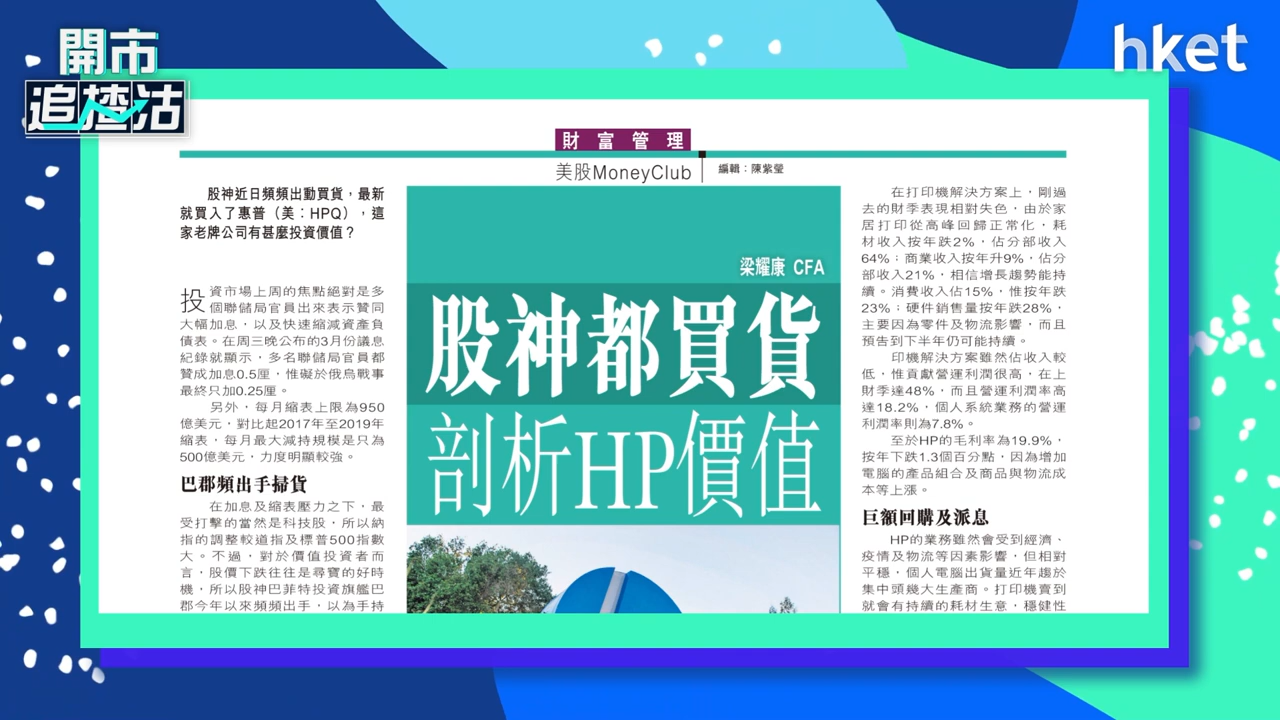 開市
追揸沽
hket
財富管理
美股MoneyClub
編輯：陳紫瑩
股神近日頻頻出動買貨，最新
就買入了惠普（美：HPQ），這
家老牌公司有甚麼投資價值？
投資市場上周的焦點絕對是多
個聯儲局官員出來表示贊同
大幅加息，以及快速縮減資產負
債表。在周三晚公布的3月份議息
紀錄就顯示，多名聯儲局官員都
贊成加息0.5厘，惟礙於俄烏戰事
最終只加0.25厘。
另外，每月縮表上限為950
億美元，對比起2017年至2019年
縮表，每月最大減持規模是只為
500億美元，力度明顯較強。
巴郡頻出手掃貨
在加息及縮表壓力之下，最
受打擊的當然是科技股，所以納
指的調整較道指及標普500指數
大。不過，對於價值投資者而
言，股價下跌往往是尋寶的好時
機，所以股神巴菲特投資旗艦巴
郡今年以來頻頻出手，以為手持
梁耀康 CFA
股神都買貨
剖析HP價值
在打印機解決方案上，剛過
去的財季表現相對失色，由於家
居打印從高峰回歸正常化，耗
材收入按年跌2%，佔分部收入
64%；商業收入按年升9%，佔分
部收入21%，相信增長趨勢能持
續。消費收入佔15%，惟按年跌
23%；硬件銷售量按年跌28%，
主要因為零件及物流影響，而且
預告到下半年仍可能持續。
印機解決方案雖然佔收入較
低，惟貢獻營運利潤很高，在上
財季達48%，而且營運利潤率高
達18.2%，個人系統業務的營運
利潤率則為7.8%。
至於HP的毛利率為19.9%，
按年下跌1.3個百分點，因為增加
電腦的產品組合及商品與物流成
本等上漲。
巨額回購及派息
HP的業務雖然會受到經濟、
疫情及物流等因素影響，但相對
平穩，個人電腦出貨量近年趨於
集中頭幾大生產商。打印機賣到
就會有持續的耗材生意，穩健性